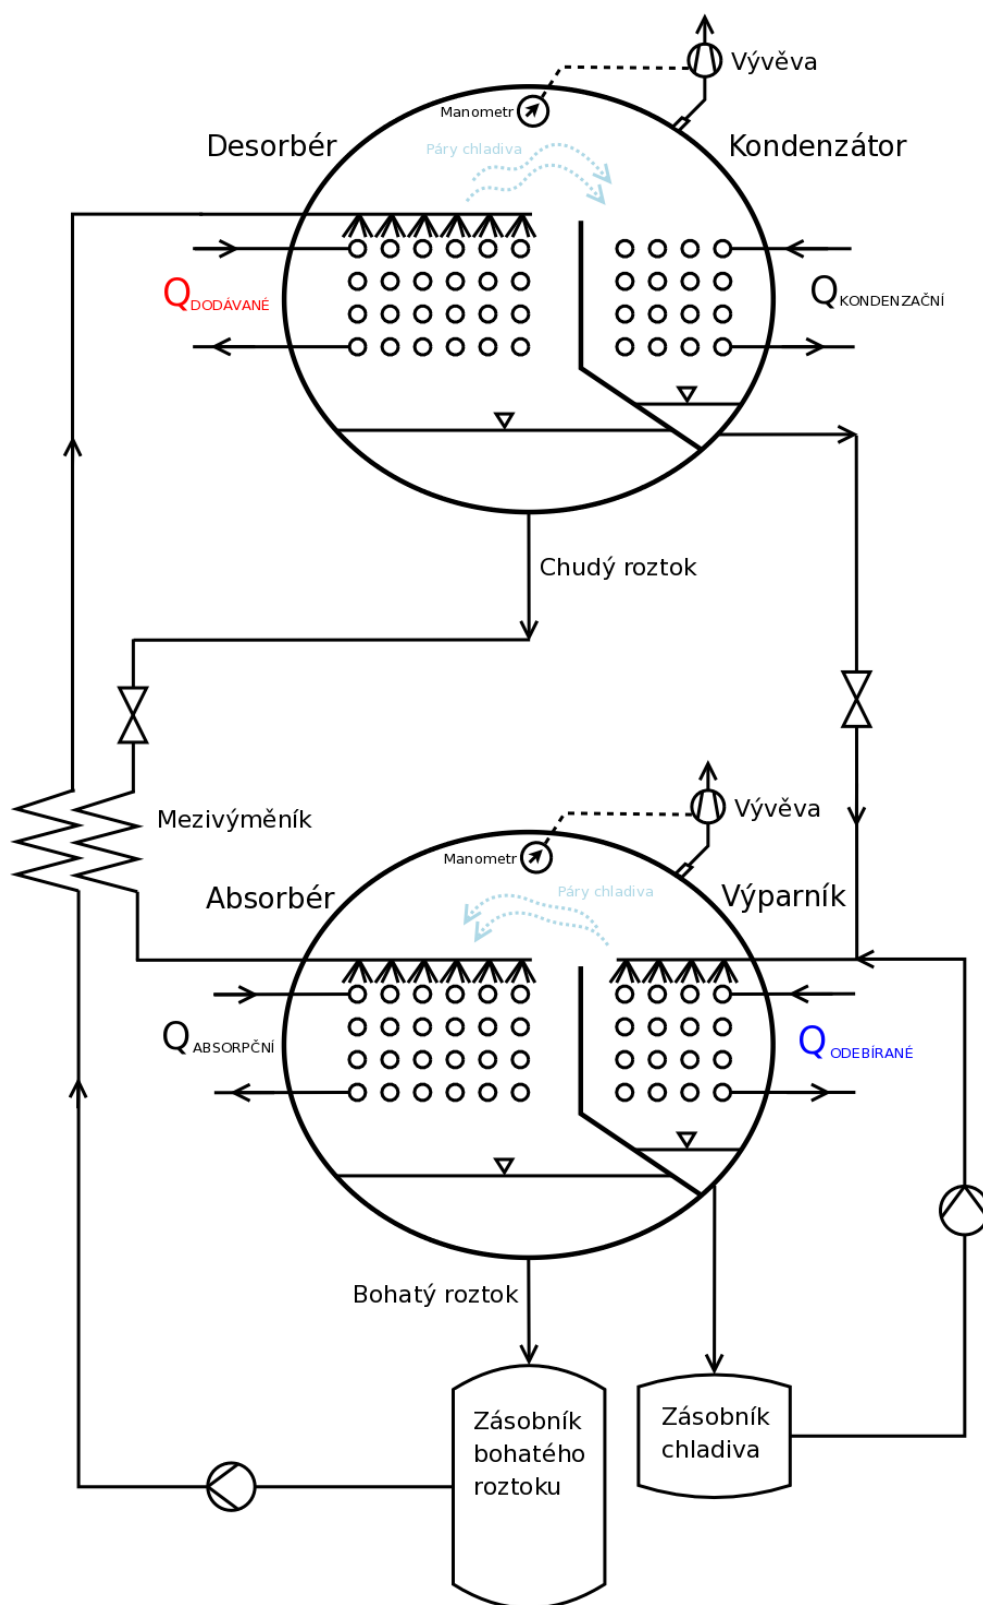 Vývěva
Manometr
Desorbér
Páry chladiva
Kondenzátor
QDODÁVANÉ
QKONDENZAČNÍ
Chudý roztok
Mezivýměník
Vývěva
Manometr
Absorbér
Páry chladiva
Výparník
QABSORPČNÍ
QODEBÍRANÉ
Bohatý roztok
Zásobník
bohatého
roztoku
Zásobník
chladiva